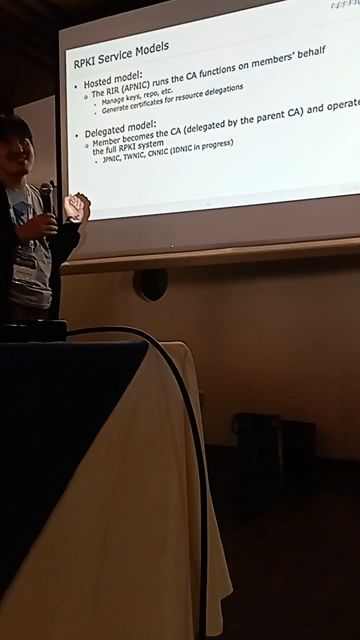 RPKI Service Models
• Hosted model:
The RIR (APNIC) runs the CA functions on members' behalf
• Manage keys, repo, etc.
• Generate certificates for resource delegations
• Delegated model:
Member becomes the CA (delegated by the parent CA) and operate
the full RPKI system
• JPNIC, TWNIC, CNNIC (IDNIC in progress)